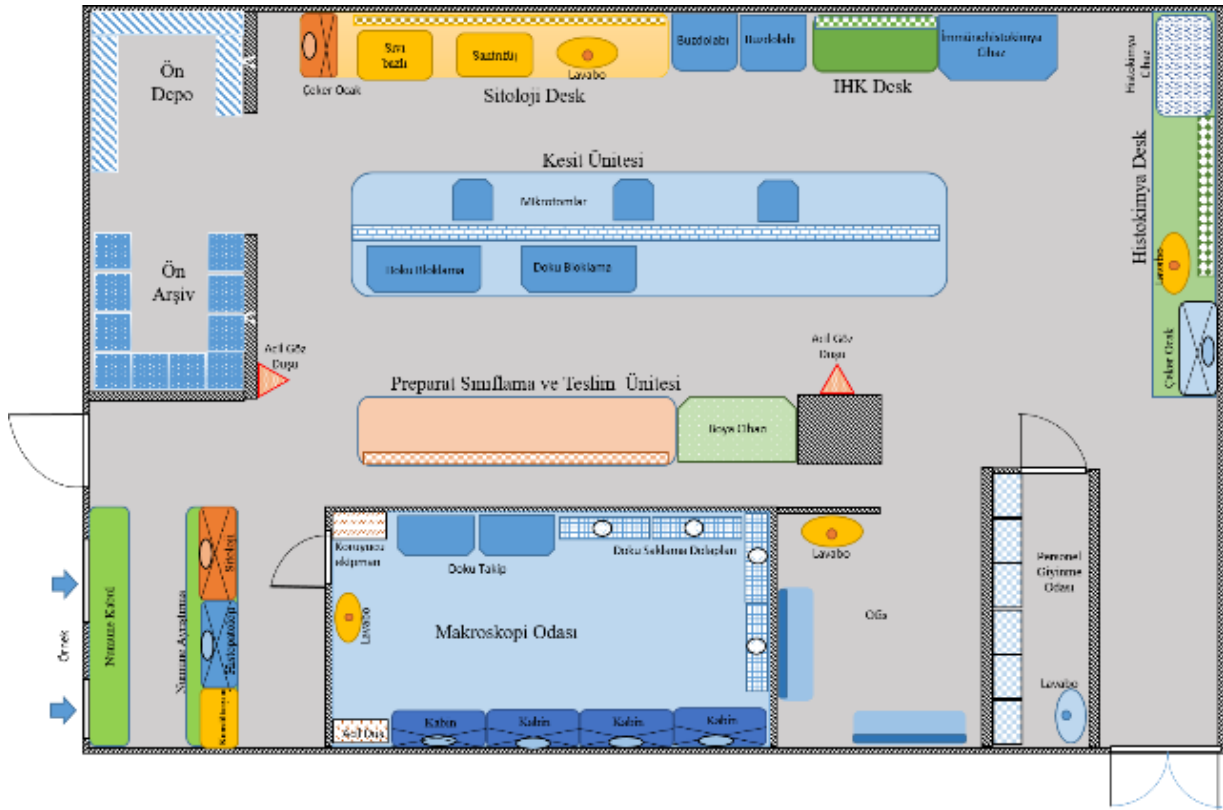 Ön
Depo
Çeker Ocak
Sıvı
bazlı
Santrifüj
Lavabo
Sitoloji Desk
Buzdolabı
Buzdolabı
IHK Desk
İmmünohistokimya
Cihaz
Histokimya
Cihaz
Histokimya Desk
Lavabo
Çeker Ocak
Kesit Ünitesi
Mikrotomlar
Doku Bloklama
Doku Bloklama
Ön
Arşiv
Acil Göz
Duşu
Acil Göz
Duşu
Preparat Sınıflama ve Teslim Ünitesi
Boya Cihazı
Örnek
Numune Kabul
Numune Ayrıştırma
Sitoloji
Histopatoloji
Konsültasyon
Koruyucu
ekipman
Doku Takip
Doku Saklama Dolapları
Lavabo
Makroskopi Odası
Acil Duş
Kabin
Kabin
Kabin
Kabin
Lavabo
Ofis
Personel
Giyinme
Odası
Lavabo